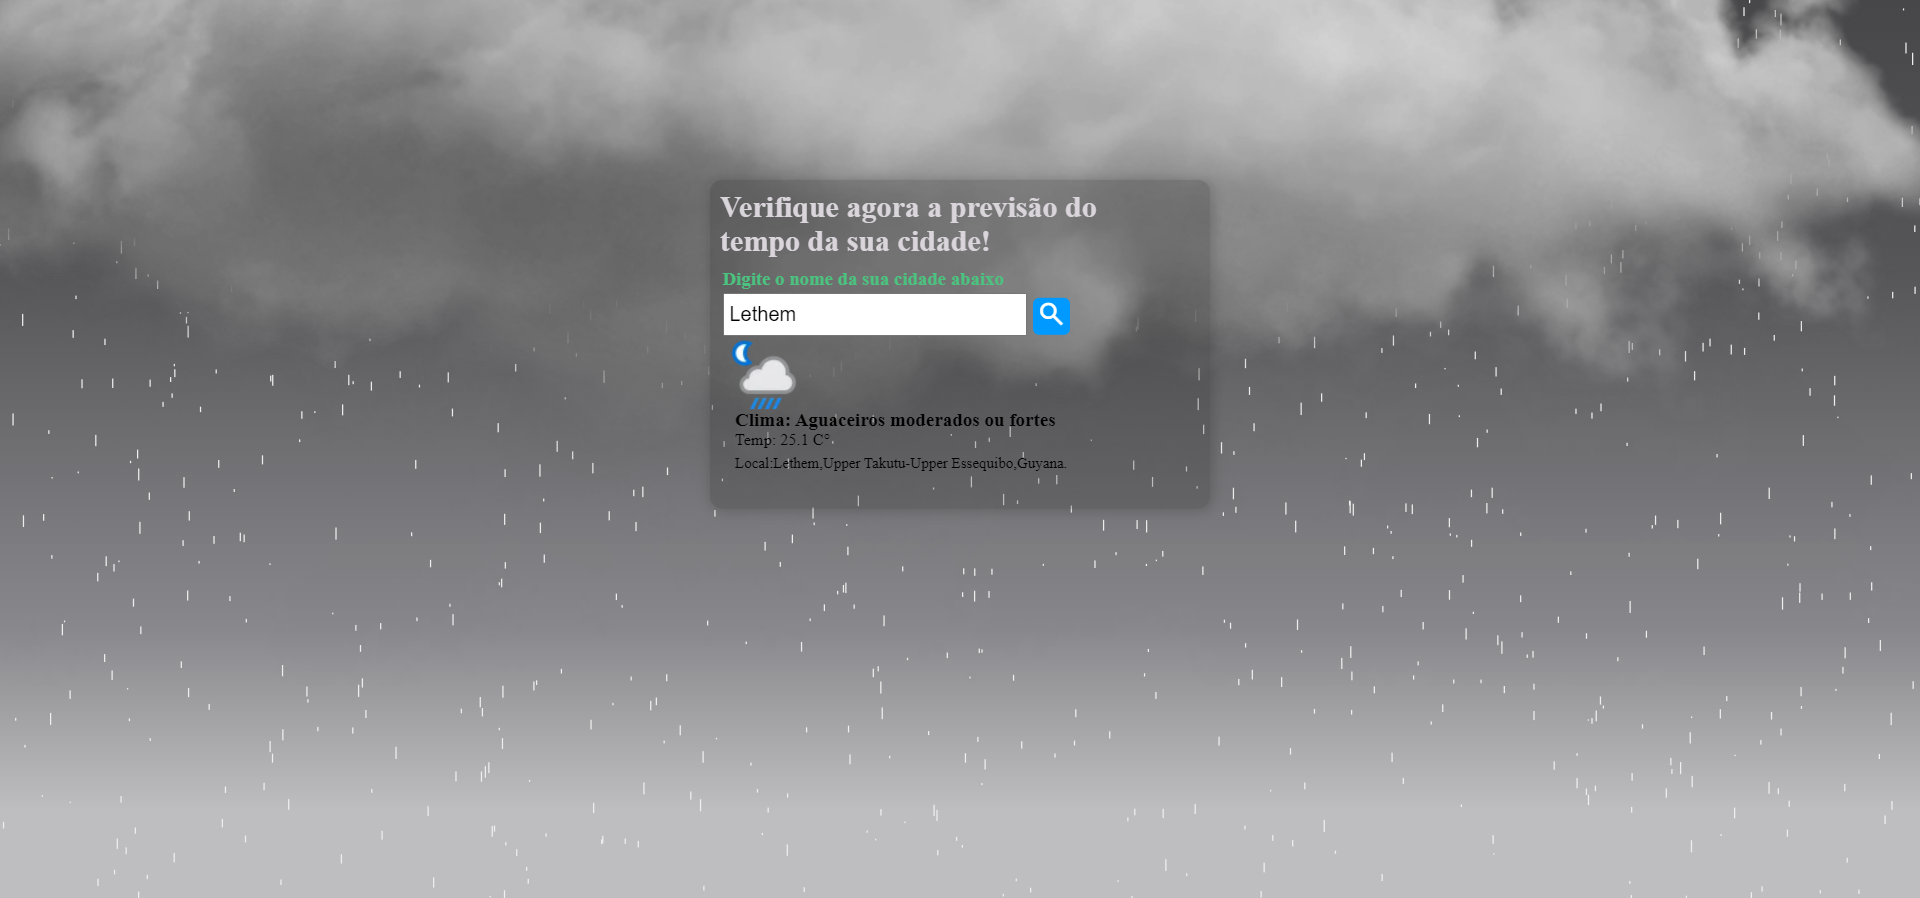 Verifique agora a previsão do
tempo da sua cidade!
Digite o nome da sua cidade abaixo
Lethem
Clima: Aguaceiros moderados ou fortes
Temp: 25.1 C°
Local:Lethem,Upper Takutu-Upper Essequibo,Guyana.